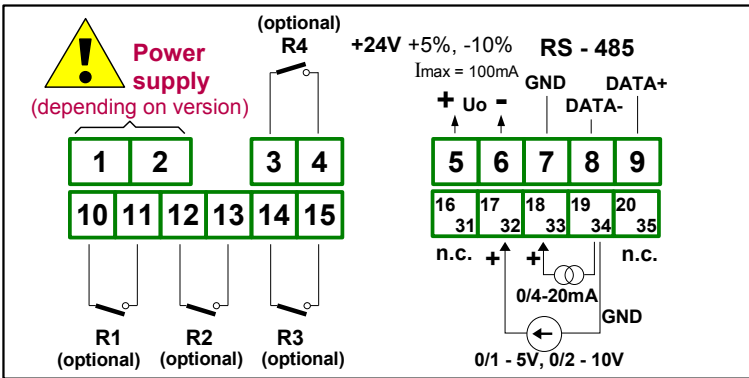 (optional)
R4
Power
supply
(depending on version)
+24V +5%, -10%
Imax = 100mA
RS - 485
GND
DATA+
DATA-
+ Uo -
1 2 3 4
5 6 7 8 9
10 11 12 13 14 15
16 17 18 19 20
31 32 33 34 35
n.c. + + n.c.
0/4-20mA
GND
R1 R2 R3
(optional) (optional) (optional)
0/1 - 5V, 0/2 - 10V